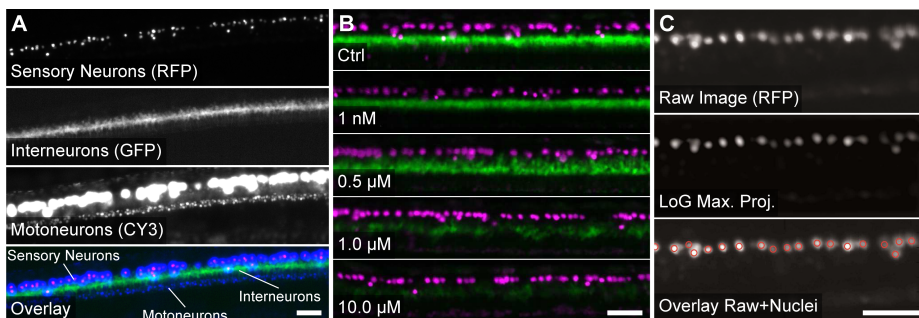 A
Sensory Neurons (RFP)
Interneurons (GFP)
Motoneurons (CY3)
Sensory Neurons
Interneurons
Motoneurons
Overlay
B
Ctrl
1 nM
0.5 µM
1.0 µM
10.0 µM
C
Raw Image (RFP)
LoG Max. Proj.
Overlay Raw+Nuclei